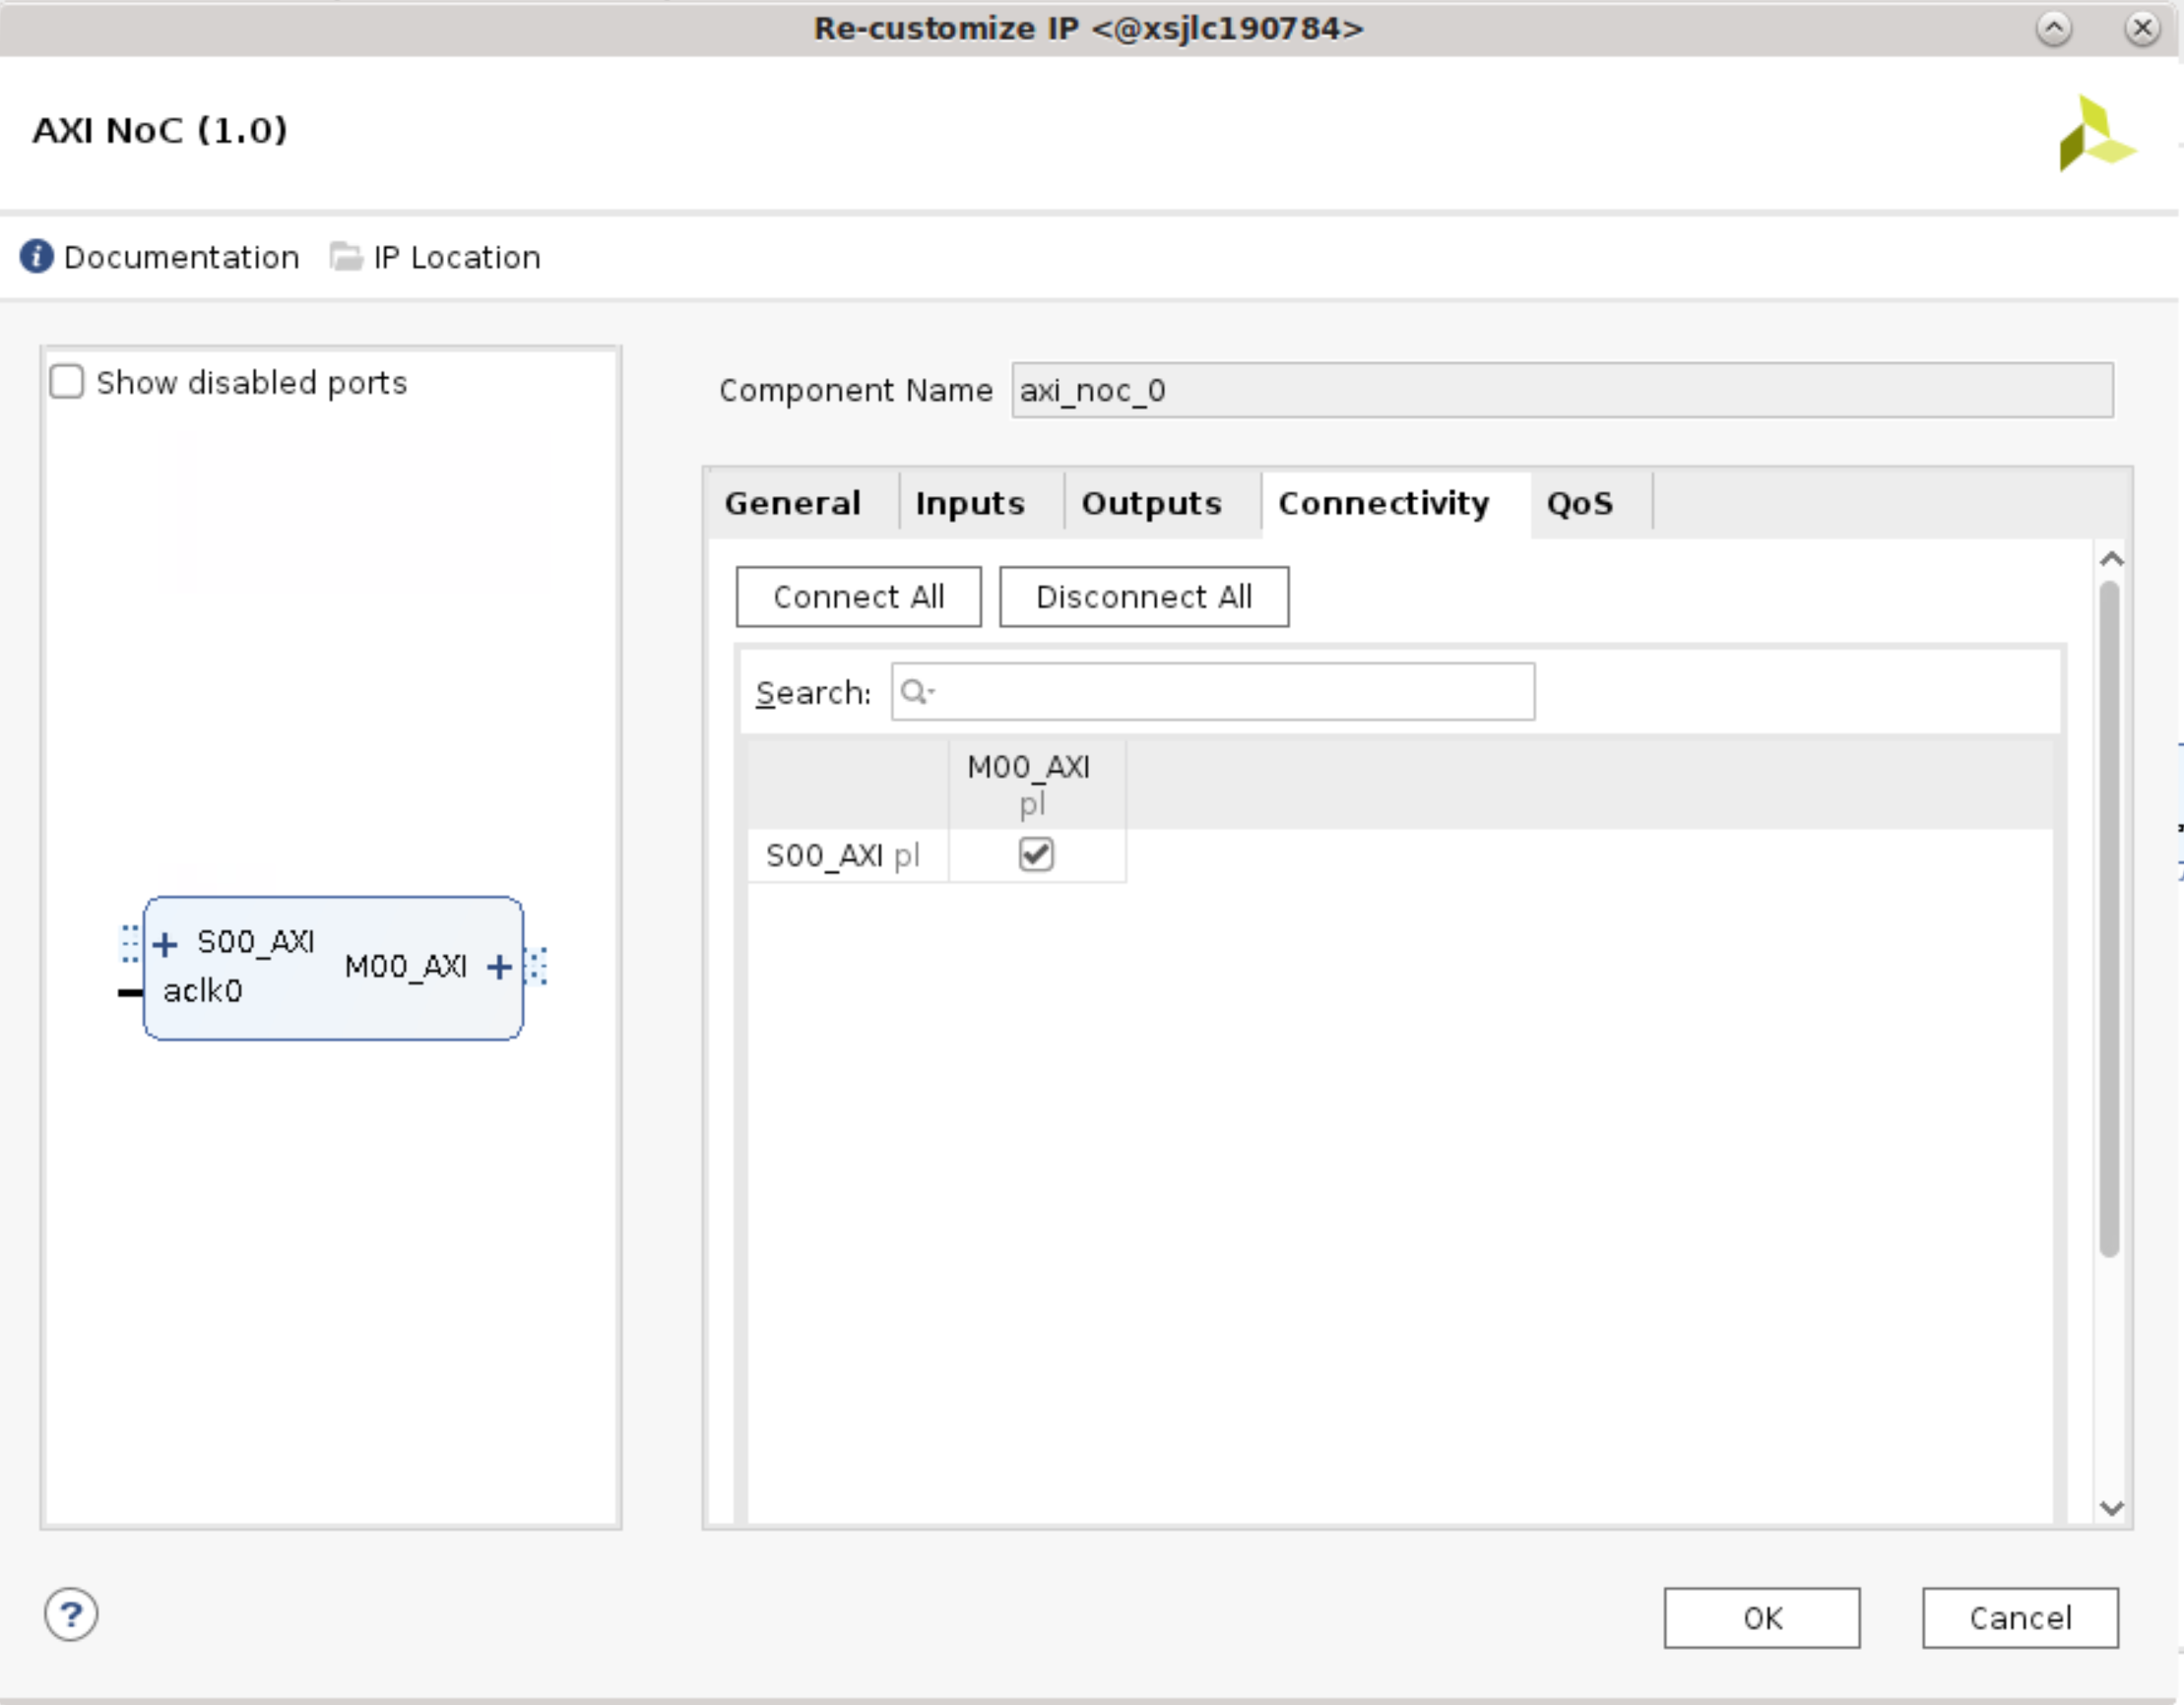 Re-customize IP <@xsjlc190784>
AXI NoC (1.0)
Documentation IP Location
Show disabled ports
S00_AXI
M00_AXI
aclk0
Component Name axi_noc_0
General Inputs Outputs Connectivity QoS
Connect All Disconnect All
Search:
M00_AXI
pl
S00_AXI pl
? OK Cancel